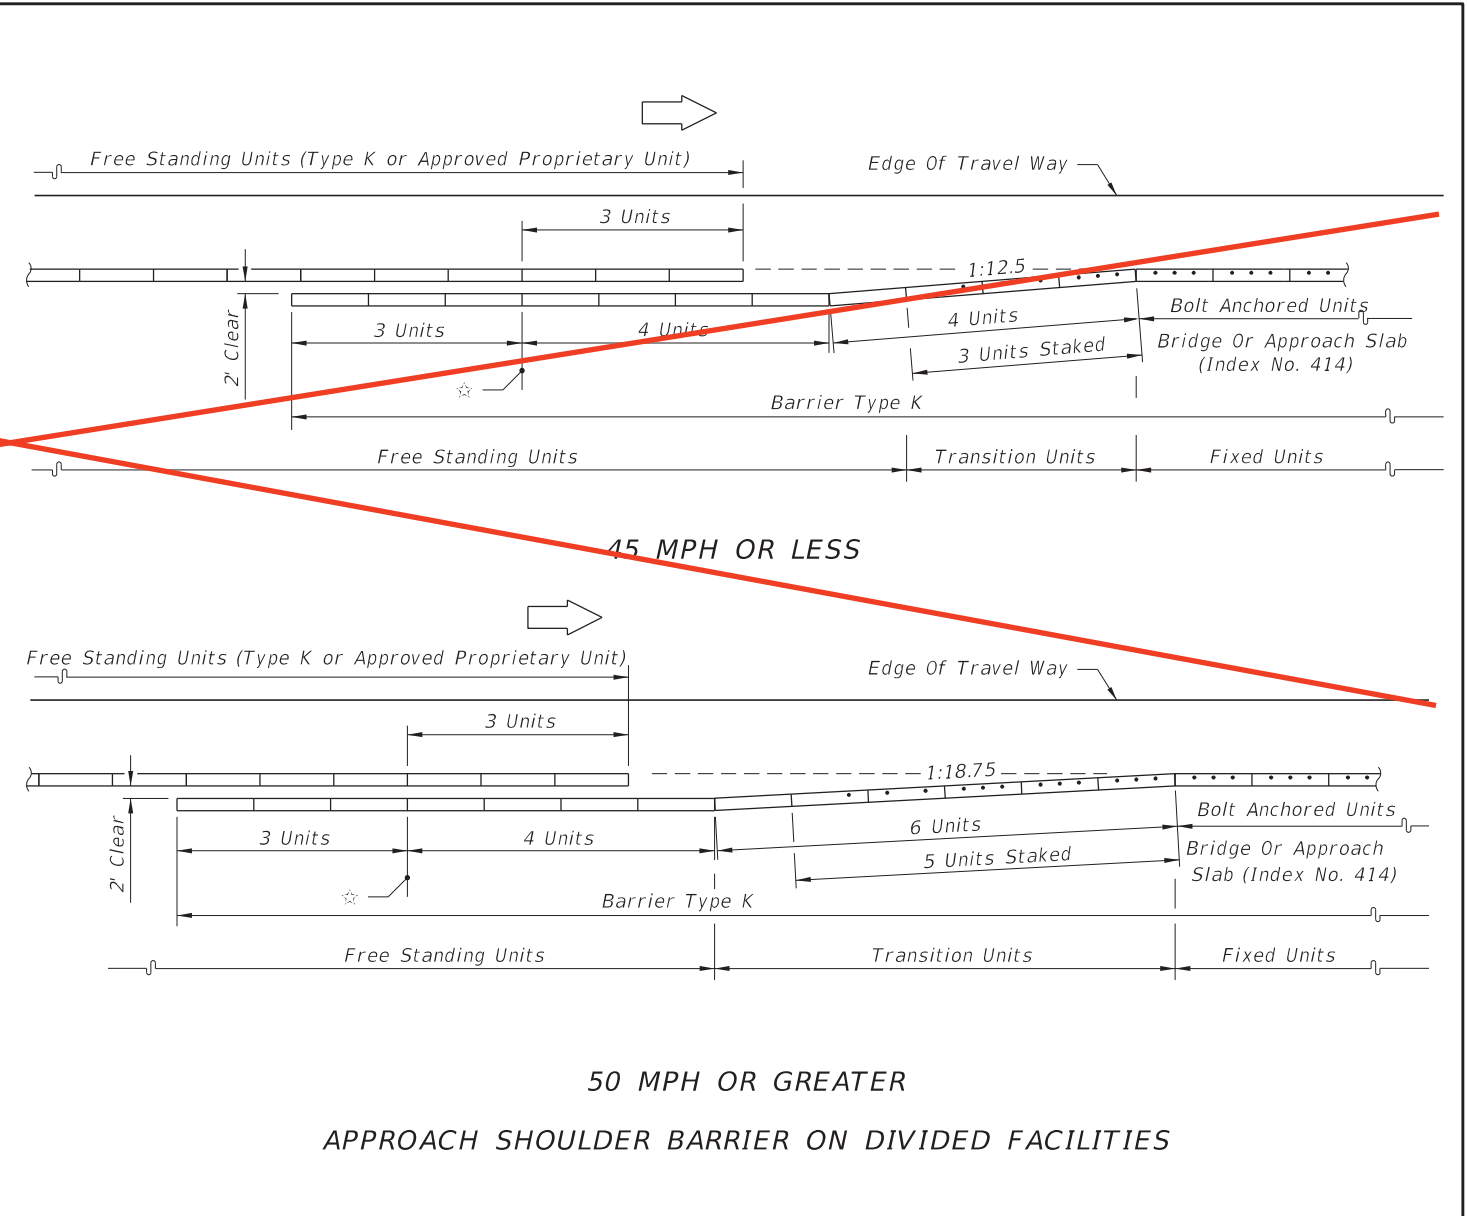 Free Standing Units (Type K or Approved Proprietary Unit)
Edge Of Travel Way
3 Units
1:12.5
2' Clear
3 Units
4 Units
4 Units
3 Units Staked
Bolt Anchored Units
Bridge Or Approach Slab
(Index No. 414)
☆
Barrier Type K
Free Standing Units
Transition Units
Fixed Units
45 MPH OR LESS
Free Standing Units (Type K or Approved Proprietary Unit)
Edge Of Travel Way
3 Units
1:18.75
2' Clear
3 Units
4 Units
6 Units
5 Units Staked
Bolt Anchored Units
Bridge Or Approach
Slab (Index No. 414)
☆
Barrier Type K
Free Standing Units
Transition Units
Fixed Units
50 MPH OR GREATER
APPROACH SHOULDER BARRIER ON DIVIDED FACILITIES